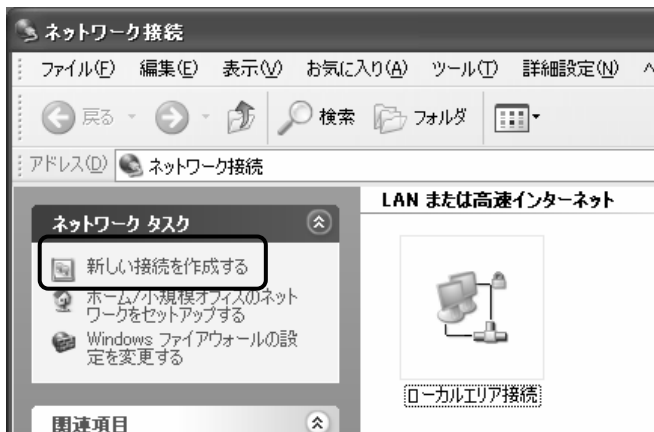 ネットワーク接続
ファイル(F) 編集(E) 表示(V) お気に入り(A) ツール(T) 詳細設定(N) ヘ
戻る 検索 フォルダ
アドレス(D) ネットワーク接続
ネットワーク タスク
新しい接続を作成する
ホーム/小規模オフィスのネット
ワークをセットアップする
Windows ファイアウォールの設
定を変更する
関連項目
LAN または高速インターネット
ローカルエリア接続